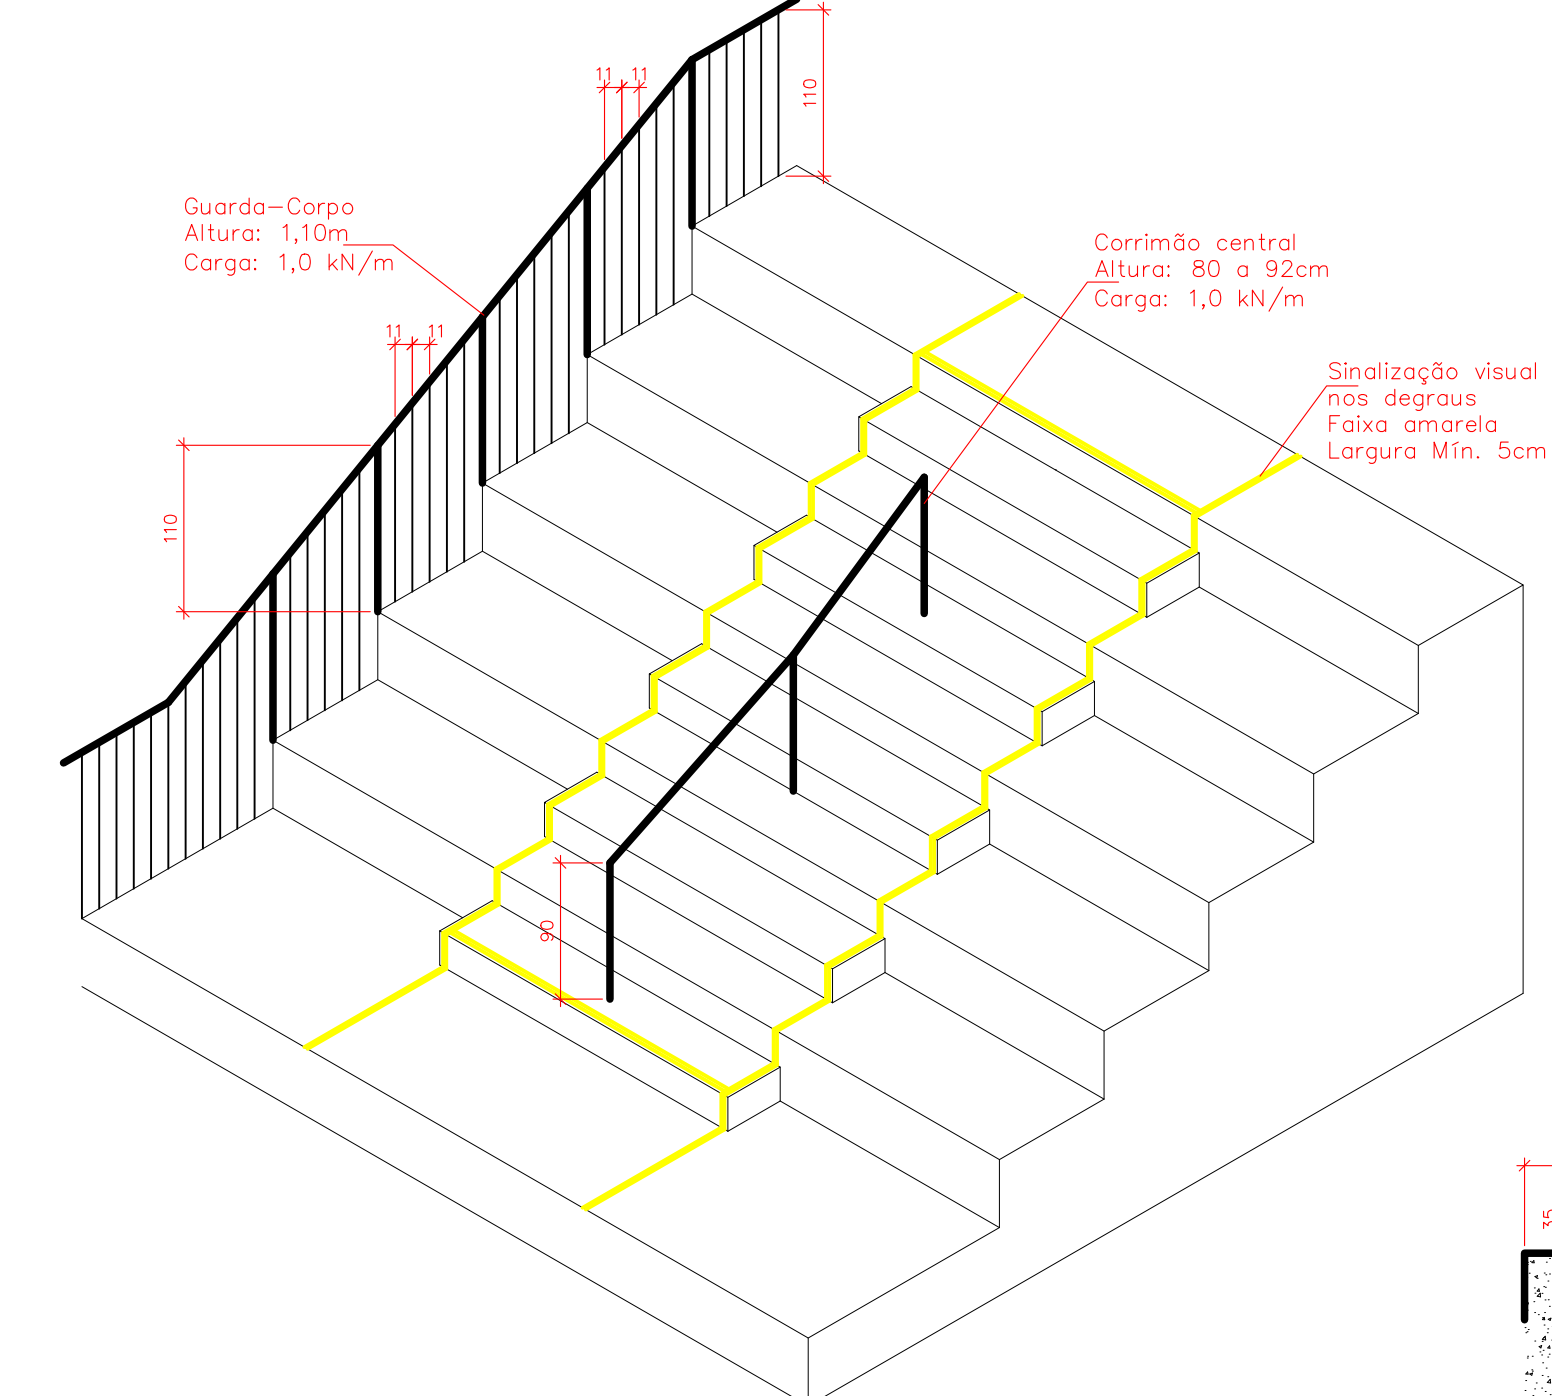 11 11
110
Guarda-Corpo
Altura: 1,10m
Carga: 1,0 kN/m
Corrimão central
Altura: 80 a 92cm
Carga: 1,0 kN/m
11 11
Sinalização visual
nos degraus
Faixa amarela
Largura Mín. 5cm
110
90
35